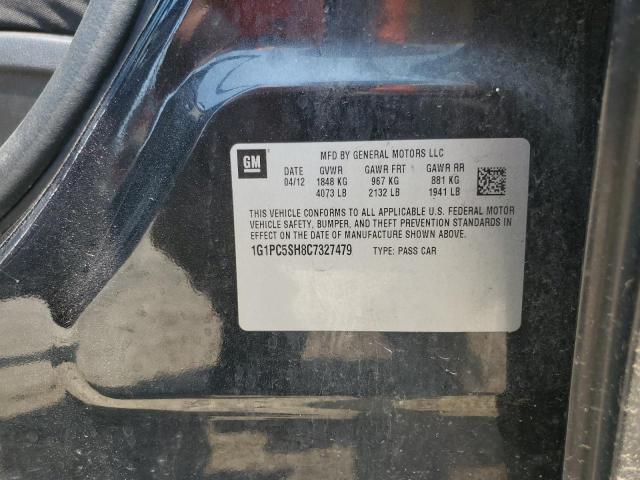 GM
MFD BY GENERAL MOTORS LLC
DATE GVWR GAWR FRT GAWR RR
04/12 1848 KG 967 KG 881 KG
4073 LB 2132 LB 1941 LB
THIS VEHICLE CONFORMS TO ALL APPLICABLE U.S. FEDERAL MOTOR
VEHICLE SAFETY, BUMPER, AND THEFT PREVENTION STANDARDS IN
EFFECT ON THE DATE OF MANUFACTURE SHOWN ABOVE.
1G1PC5SH8C7327479 TYPE: PASS CAR